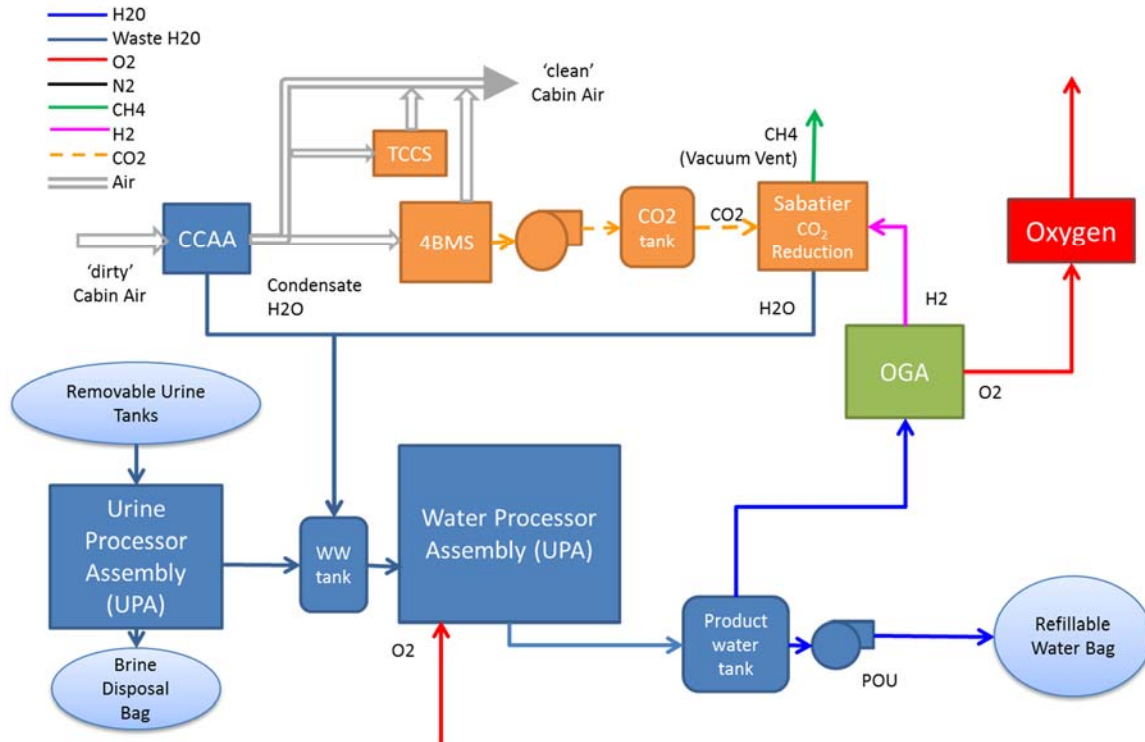 H20
Waste H20
O2
N2
CH4
H2
CO2
Air
'clean'
Cabin Air
TCCS
CH4
(Vacuum Vent)
CCAA
4BMS
CO2
tank
CO2
Sabatier
CO2
Reduction
Oxygen
'dirty'
Cabin Air
Condensate
H2O
H2O
H2
OGA
O2
Removable Urine
Tanks
Urine
Processor
Assembly
(UPA)
WW
tank
Water Processor
Assembly (UPA)
Product
water
tank
POU
Refillable
Water Bag
O2
Brine
Disposal
Bag